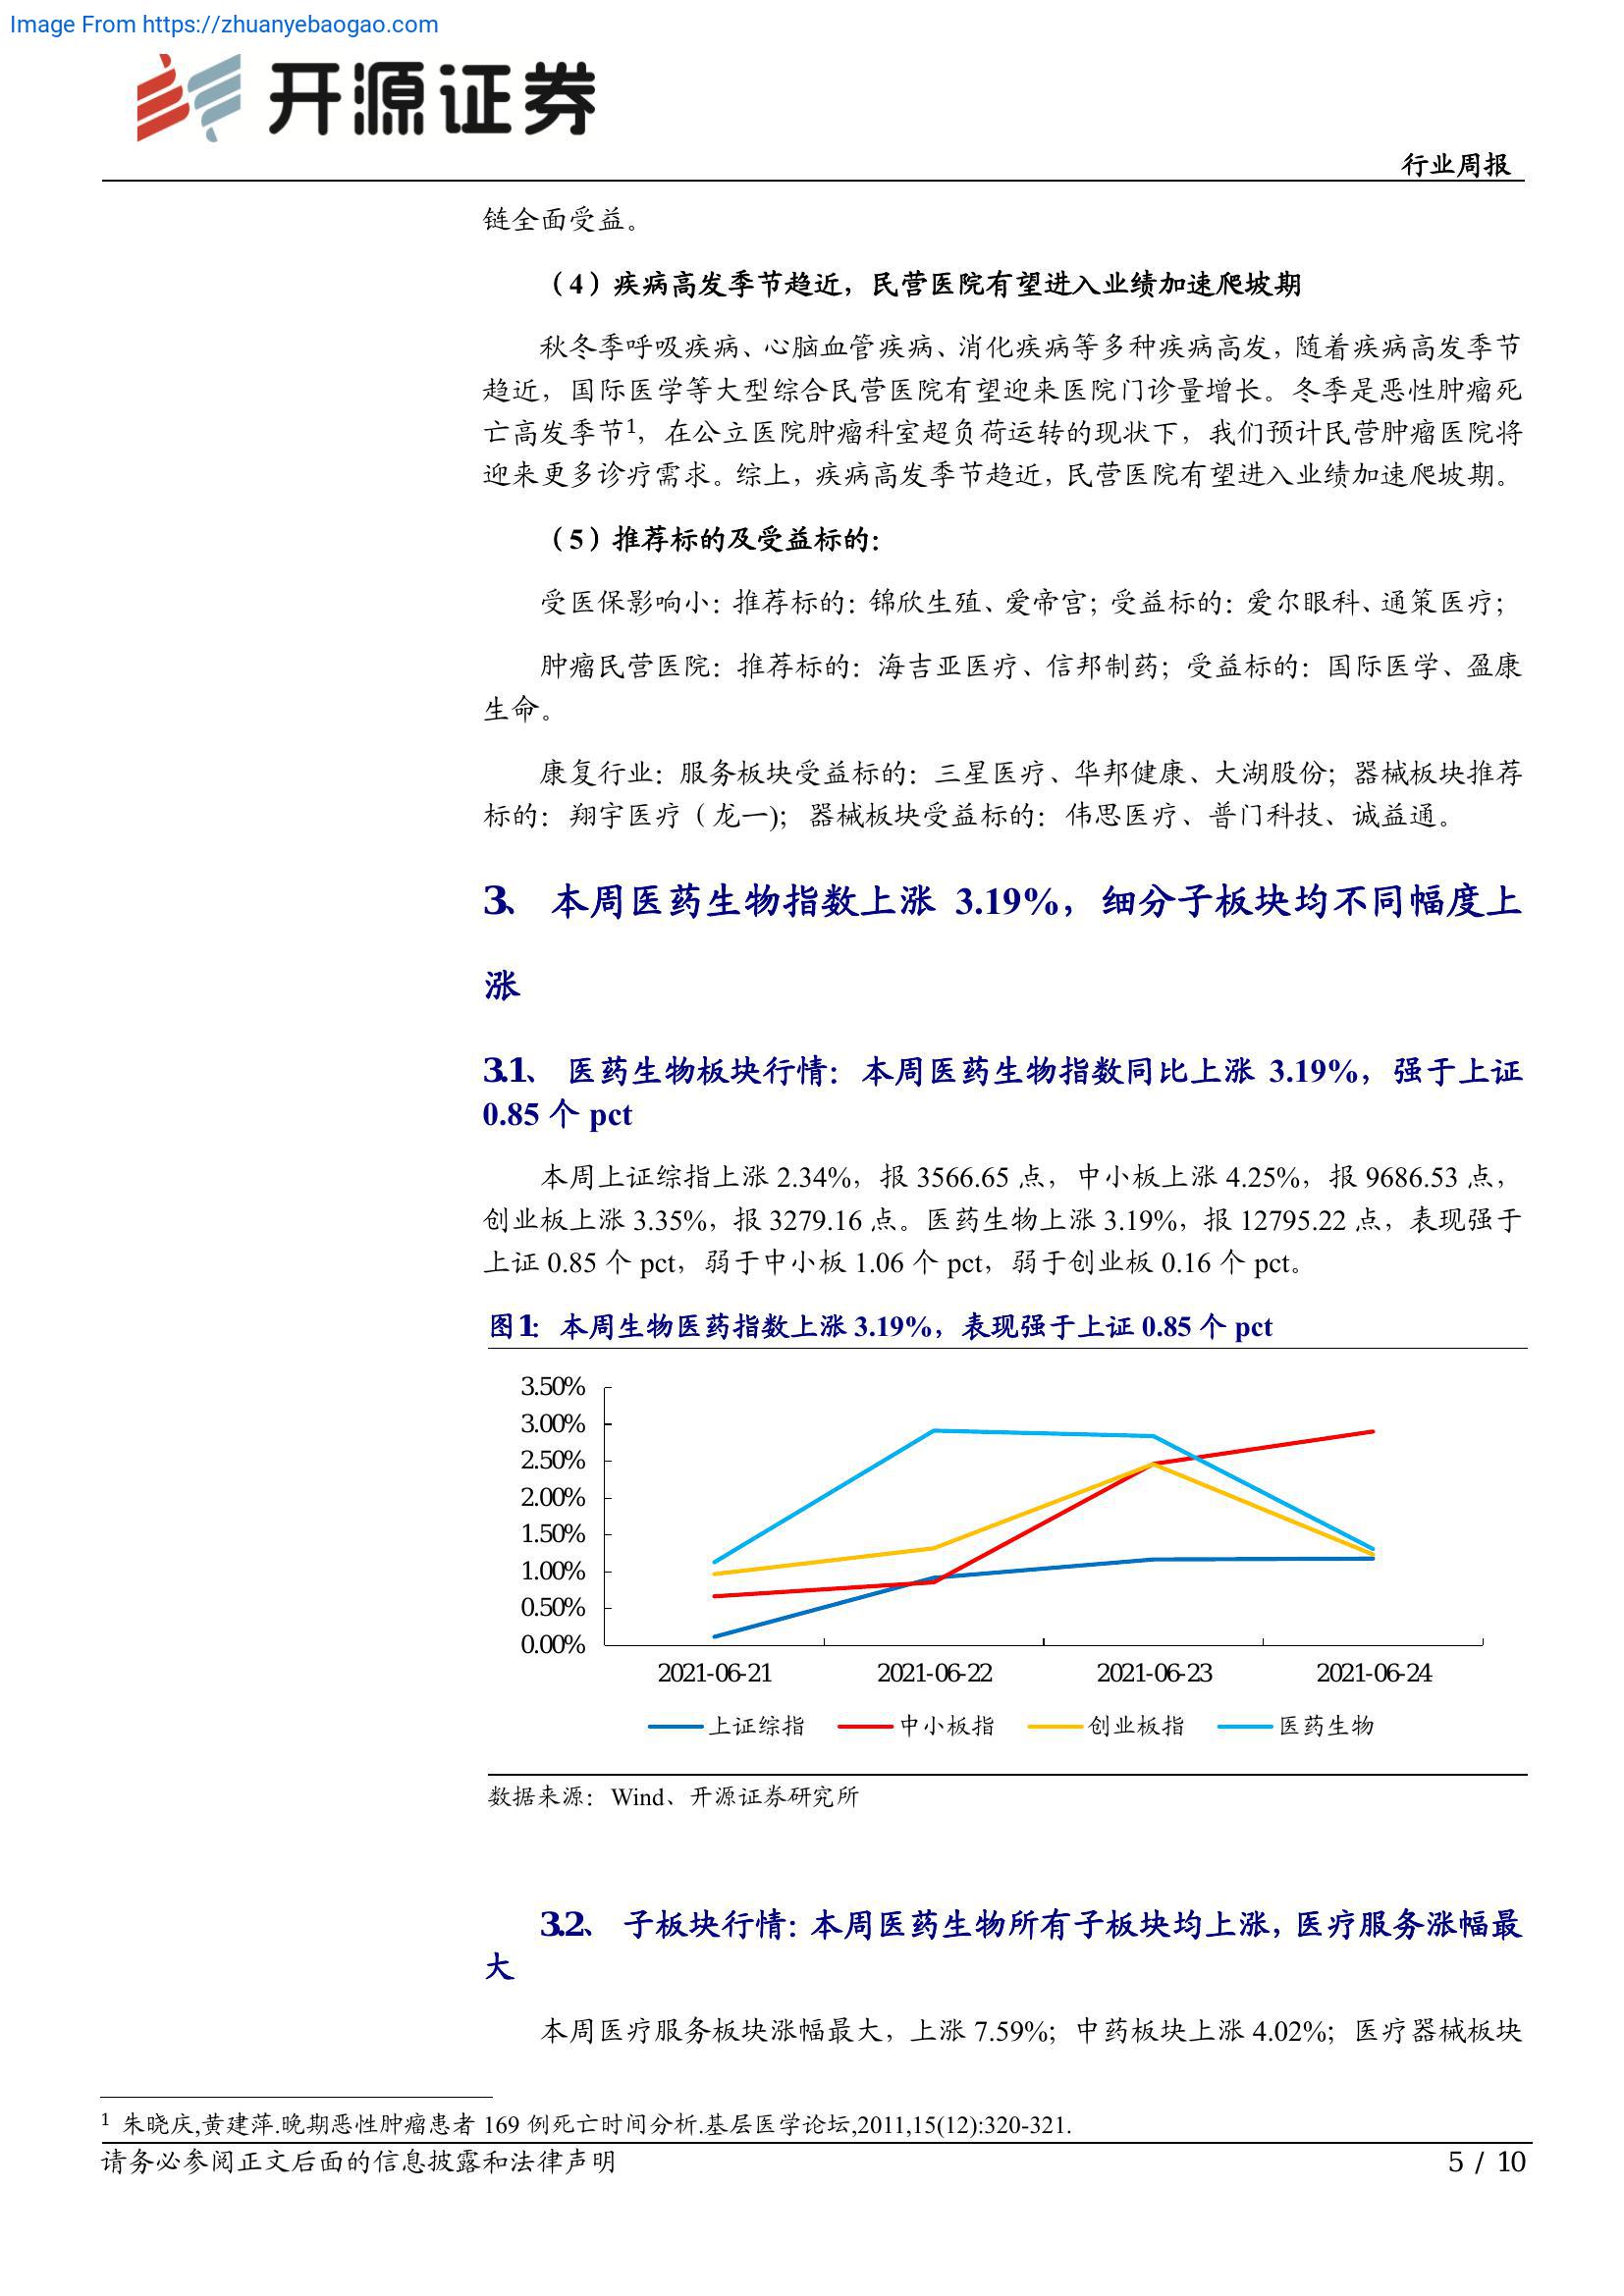 Image From https://zhuanyebaogao.com
开源证券
行业周报
链全面受益。
（4）疾病高发季节趋近，民营医院有望进入业绩加速爬坡期
秋冬季呼吸疾病、心脑血管疾病、消化疾病等多种疾病高发，随着疾病高发季节
趋近，国际医学等大型综合民营医院有望迎来医院门诊量增长。冬季是恶性肿瘤死
亡高发季节1，在公立医院肿瘤科室超负荷运转的现状下，我们预计民营肿瘤医院将
迎来更多诊疗需求。综上，疾病高发季节趋近，民营医院有望进入业绩加速爬坡期。
（5）推荐标的及受益标的：
受医保影响小：推荐标的：锦欣生殖、爱帝宫；受益标的：爱尔眼科、通策医疗；
肿瘤民营医院：推荐标的：海吉亚医疗、信邦制药；受益标的：国际医学、盈康
生命。
康复行业：服务板块受益标的：三星医疗、华邦健康、大湖股份；器械板块推荐
标的：翔宇医疗（龙一)；器械板块受益标的：伟思医疗、普门科技、诚益通。
3、 本周医药生物指数上涨 3.19%，细分子板块均不同幅度上
涨
3.1、 医药生物板块行情：本周医药生物指数同比上涨 3.19%，强于上证
0.85 个 pct
本周上证综指上涨 2.34%，报 3566.65 点，中小板上涨 4.25%，报 9686.53 点，
创业板上涨 3.35%，报 3279.16 点。医药生物上涨 3.19%，报 12795.22 点，表现强于
上证 0.85 个 pct，弱于中小板 1.06 个 pct，弱于创业板 0.16 个 pct。
图1：本周生物医药指数上涨 3.19%，表现强于上证 0.85 个 pct
3.50%
3.00%
2.50%
2.00%
1.50%
1.00%
0.50%
0.00%
2021-06-21 2021-06-22 2021-06-23 2021-06-24
上证综指 中小板指 创业板指 医药生物
数据来源：Wind、开源证券研究所
3.2、 子板块行情：本周医药生物所有子板块均上涨，医疗服务涨幅最
大
本周医疗服务板块涨幅最大，上涨 7.59%；中药板块上涨 4.02%；医疗器械板块
1 朱晓庆,黄建萍.晚期恶性肿瘤患者 169 例死亡时间分析.基层医学论坛,2011,15(12):320-321.
请务必参阅正文后面的信息披露和法律声明
5 / 10